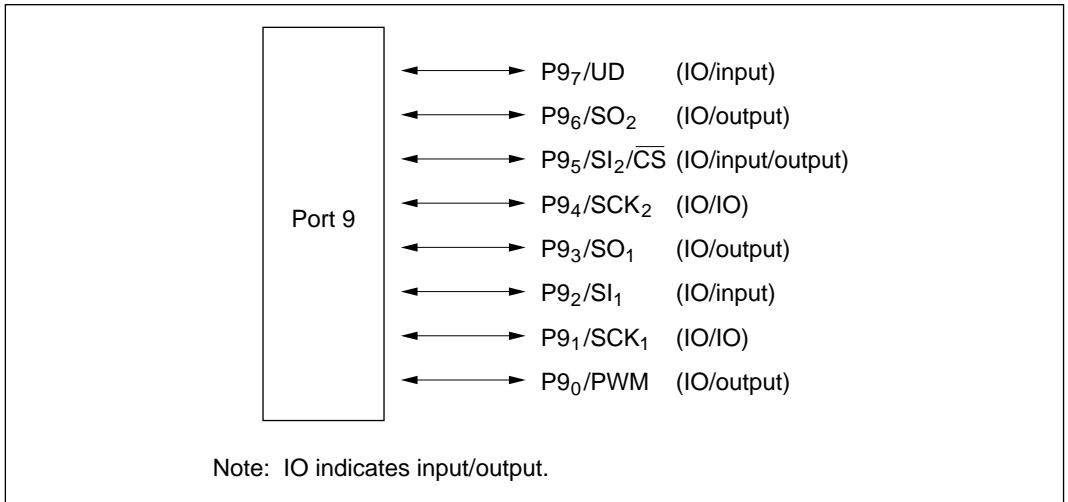 P9₇/UD (IO/input)
P9₆/SO₂ (IO/output)
P9₅/SI₂/C̅S̅ (IO/input/output)
P9₄/SCK₂ (IO/IO)
Port 9
P9₃/SO₁ (IO/output)
P9₂/SI₁ (IO/input)
P9₁/SCK₁ (IO/IO)
P9₀/PWM (IO/output)
Note: IO indicates input/output.